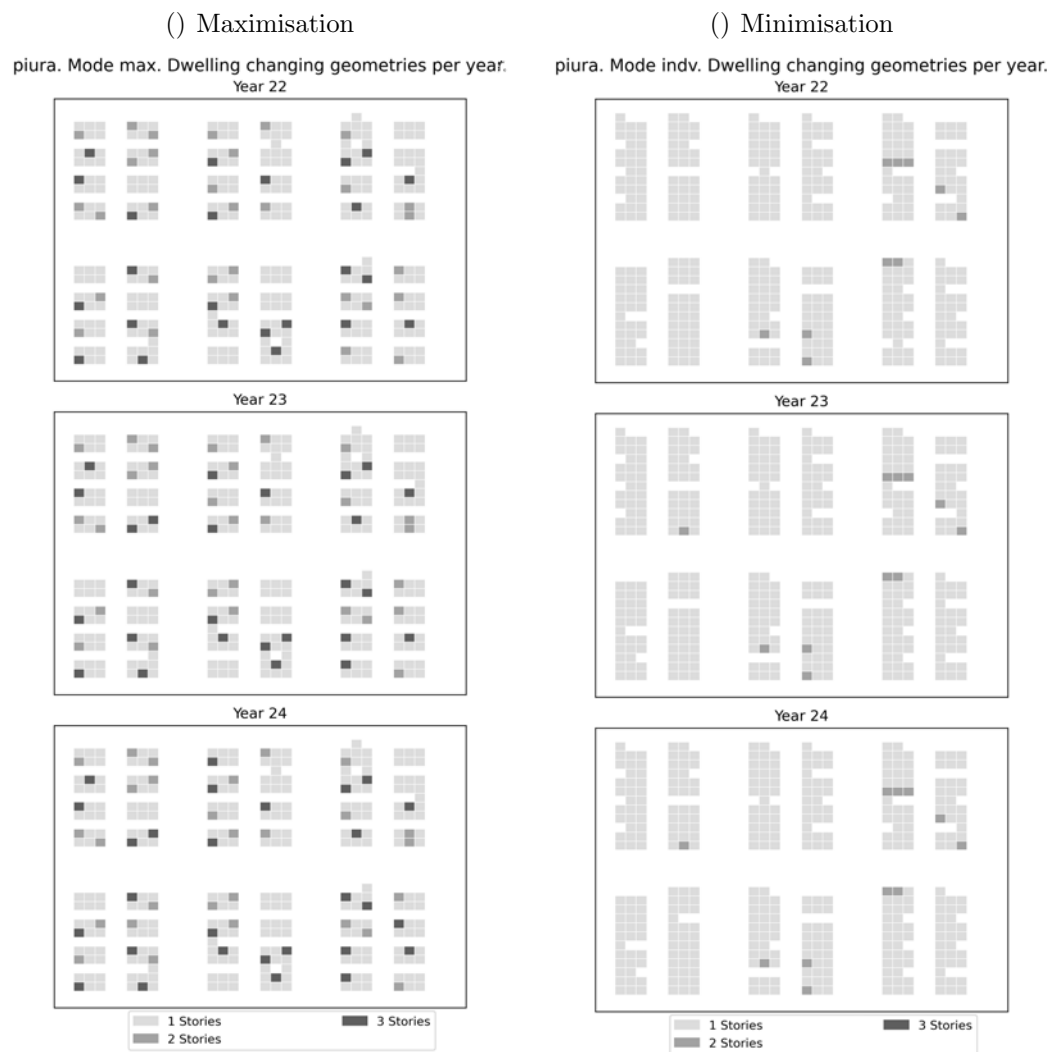 () Maximisation
piura. Mode max. Dwelling changing geometries per year.
Year 22
Year 23
Year 24
1 Stories
2 Stories
3 Stories
() Minimisation
piura. Mode indv. Dwelling changing geometries per year.
Year 22
Year 23
Year 24
1 Stories
2 Stories
3 Stories